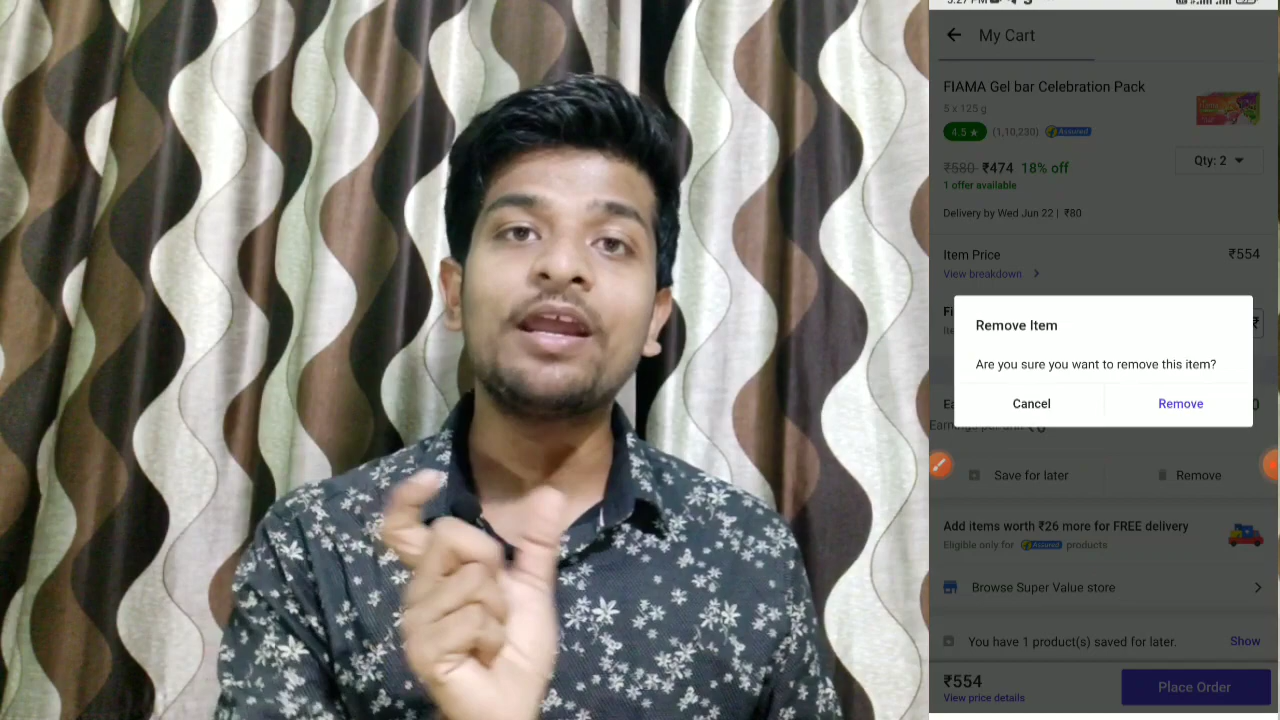 5:27 PM
My Cart
FIAMA Gel bar Celebration Pack
5 x 125 g
4.5 ★ (1,10,230) Assured
₹580 ₹474 18% off
Qty: 2
1 offer available
Delivery by Wed Jun 22 | ₹80
Item Price ₹554
View breakdown
Fi ₹
Remove Item
Are you sure you want to remove this item?
Cancel Remove
Save for later Remove
Add items worth ₹26 more for FREE delivery
Eligible only for Assured products
Browse Super Value store
You have 1 product(s) saved for later. Show
₹554
View price details
Place Order